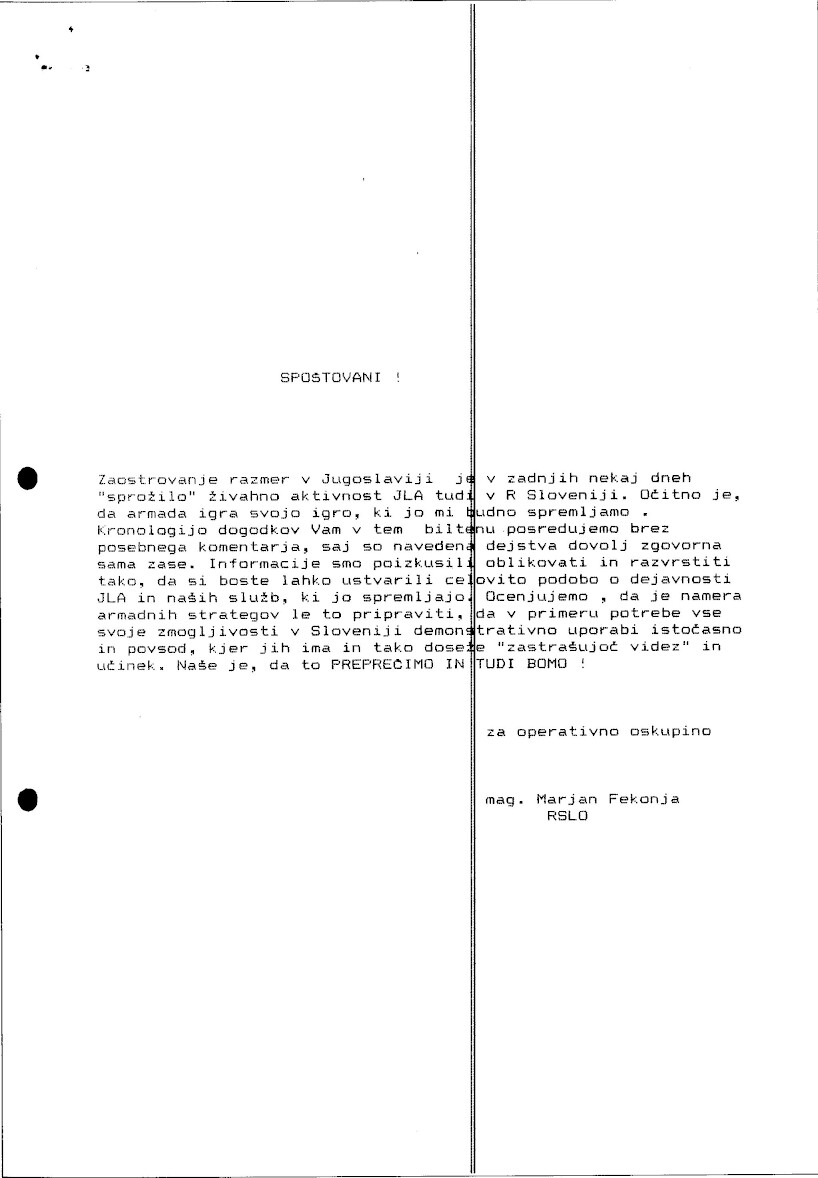 SPOSTOVANI !
Zaostrovanje razmer v Jugoslaviji je v zadnjih nekaj dneh
"sprožilo" živahno aktivnost JLA tudi v R Sloveniji. Očitno je,
da armada igra svojo igro, ki jo mi budno spremljamo .
Kronologijo dogodkov Vam v tem biltenu posredujemo brez
posebnega komentarja, saj so navedena dejstva dovolj zgovorna
sama zase. Informacije smo poizkusili oblikovati in razvrstiti
tako, da si boste lahko ustvarili celovito podobo o dejavnosti
JLA in naših služb, ki jo spremljajo. Ocenjujemo , da je namera
armadnih strategov le to pripraviti, da v primeru potrebe vse
svoje zmogljivosti v Sloveniji demonstrativno uporabi istočasno
in povsod, kjer jih ima in tako doseže "zastrašujoč videz" in
učinek. Naše je, da to PREPREČIMO IN TUDI BOMO !
za operativno oskupino
mag. Marjan Fekonja
RSLO